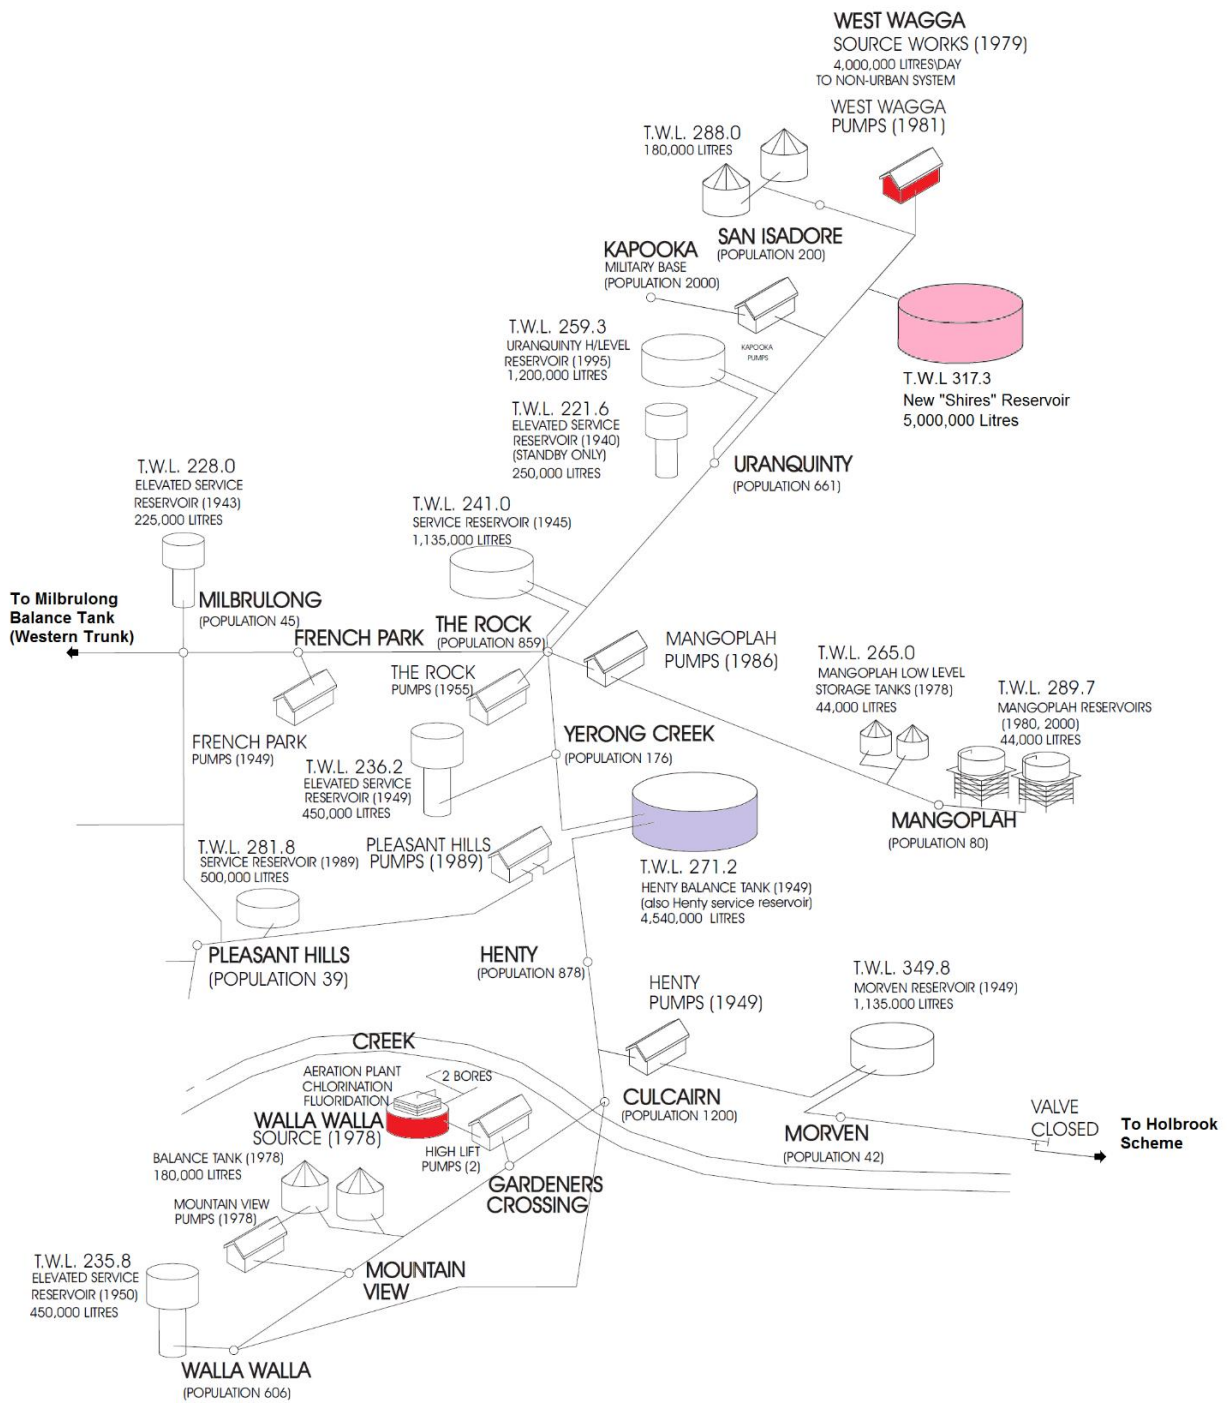 WEST WAGGA
SOURCE WORKS (1979)
4,000,000 LITRES\DAY
TO NON-URBAN SYSTEM
WEST WAGGA
PUMPS (1981)
T.W.L. 288.0
180,000 LITRES
SAN ISADORE
(POPULATION 200)
KAPOOKA
MILITARY BASE
(POPULATION 2000)
KAPOOKA
PUMPS
T.W.L 317.3
New "Shires" Reservoir
5,000,000 Litres
T.W.L. 259.3
URANQUINTY H/LEVEL
RESERVOIR (1995)
1,200,000 LITRES
T.W.L. 221.6
ELEVATED SERVICE
RESERVOIR (1940)
(STANDBY ONLY)
250,000 LITRES
URANQUINTY
(POPULATION 661)
T.W.L. 228.0
ELEVATED SERVICE
RESERVOIR (1943)
225,000 LITRES
T.W.L. 241.0
SERVICE RESERVOIR (1945)
1,135,000 LITRES
To Milbrulong
Balance Tank
(Western Trunk)
MILBRULONG
(POPULATION 45)
FRENCH PARK
THE ROCK
(POPULATION 859)
MANGOPLAH
PUMPS (1986)
THE ROCK
PUMPS (1955)
T.W.L. 265.0
MANGOPLAH LOW LEVEL
STORAGE TANKS (1978)
44,000 LITRES
T.W.L. 289.7
MANGOPLAH RESERVOIRS
(1980, 2000)
44,000 LITRES
FRENCH PARK
PUMPS (1949)
YERONG CREEK
(POPULATION 176)
T.W.L. 236.2
ELEVATED SERVICE
RESERVOIR (1949)
450,000 LITRES
MANGOPLAH
(POPULATION 80)
T.W.L. 281.8
SERVICE RESERVOIR (1989)
500,000 LITRES
PLEASANT HILLS
PUMPS (1989)
T.W.L. 271.2
HENTY BALANCE TANK (1949)
(also Henty service reservoir)
4,540,000 LITRES
PLEASANT HILLS
(POPULATION 39)
HENTY
(POPULATION 878)
HENTY
PUMPS (1949)
T.W.L. 349.8
MORVEN RESERVOIR (1949)
1,135.000 LITRES
CREEK
AERATION PLANT
CHLORINATION
FLUORIDATION
2 BORES
WALLA WALLA
SOURCE (1978)
HIGH LIFT
PUMPS (2)
CULCAIRN
(POPULATION 1200)
MORVEN
(POPULATION 42)
VALVE
CLOSED
To Holbrook
Scheme
BALANCE TANK (1978)
180,000 LITRES
GARDENERS
CROSSING
MOUNTAIN VIEW
PUMPS (1978)
T.W.L. 235.8
ELEVATED SERVICE
RESERVOIR (1950)
450,000 LITRES
MOUNTAIN
VIEW
WALLA WALLA
(POPULATION 606)